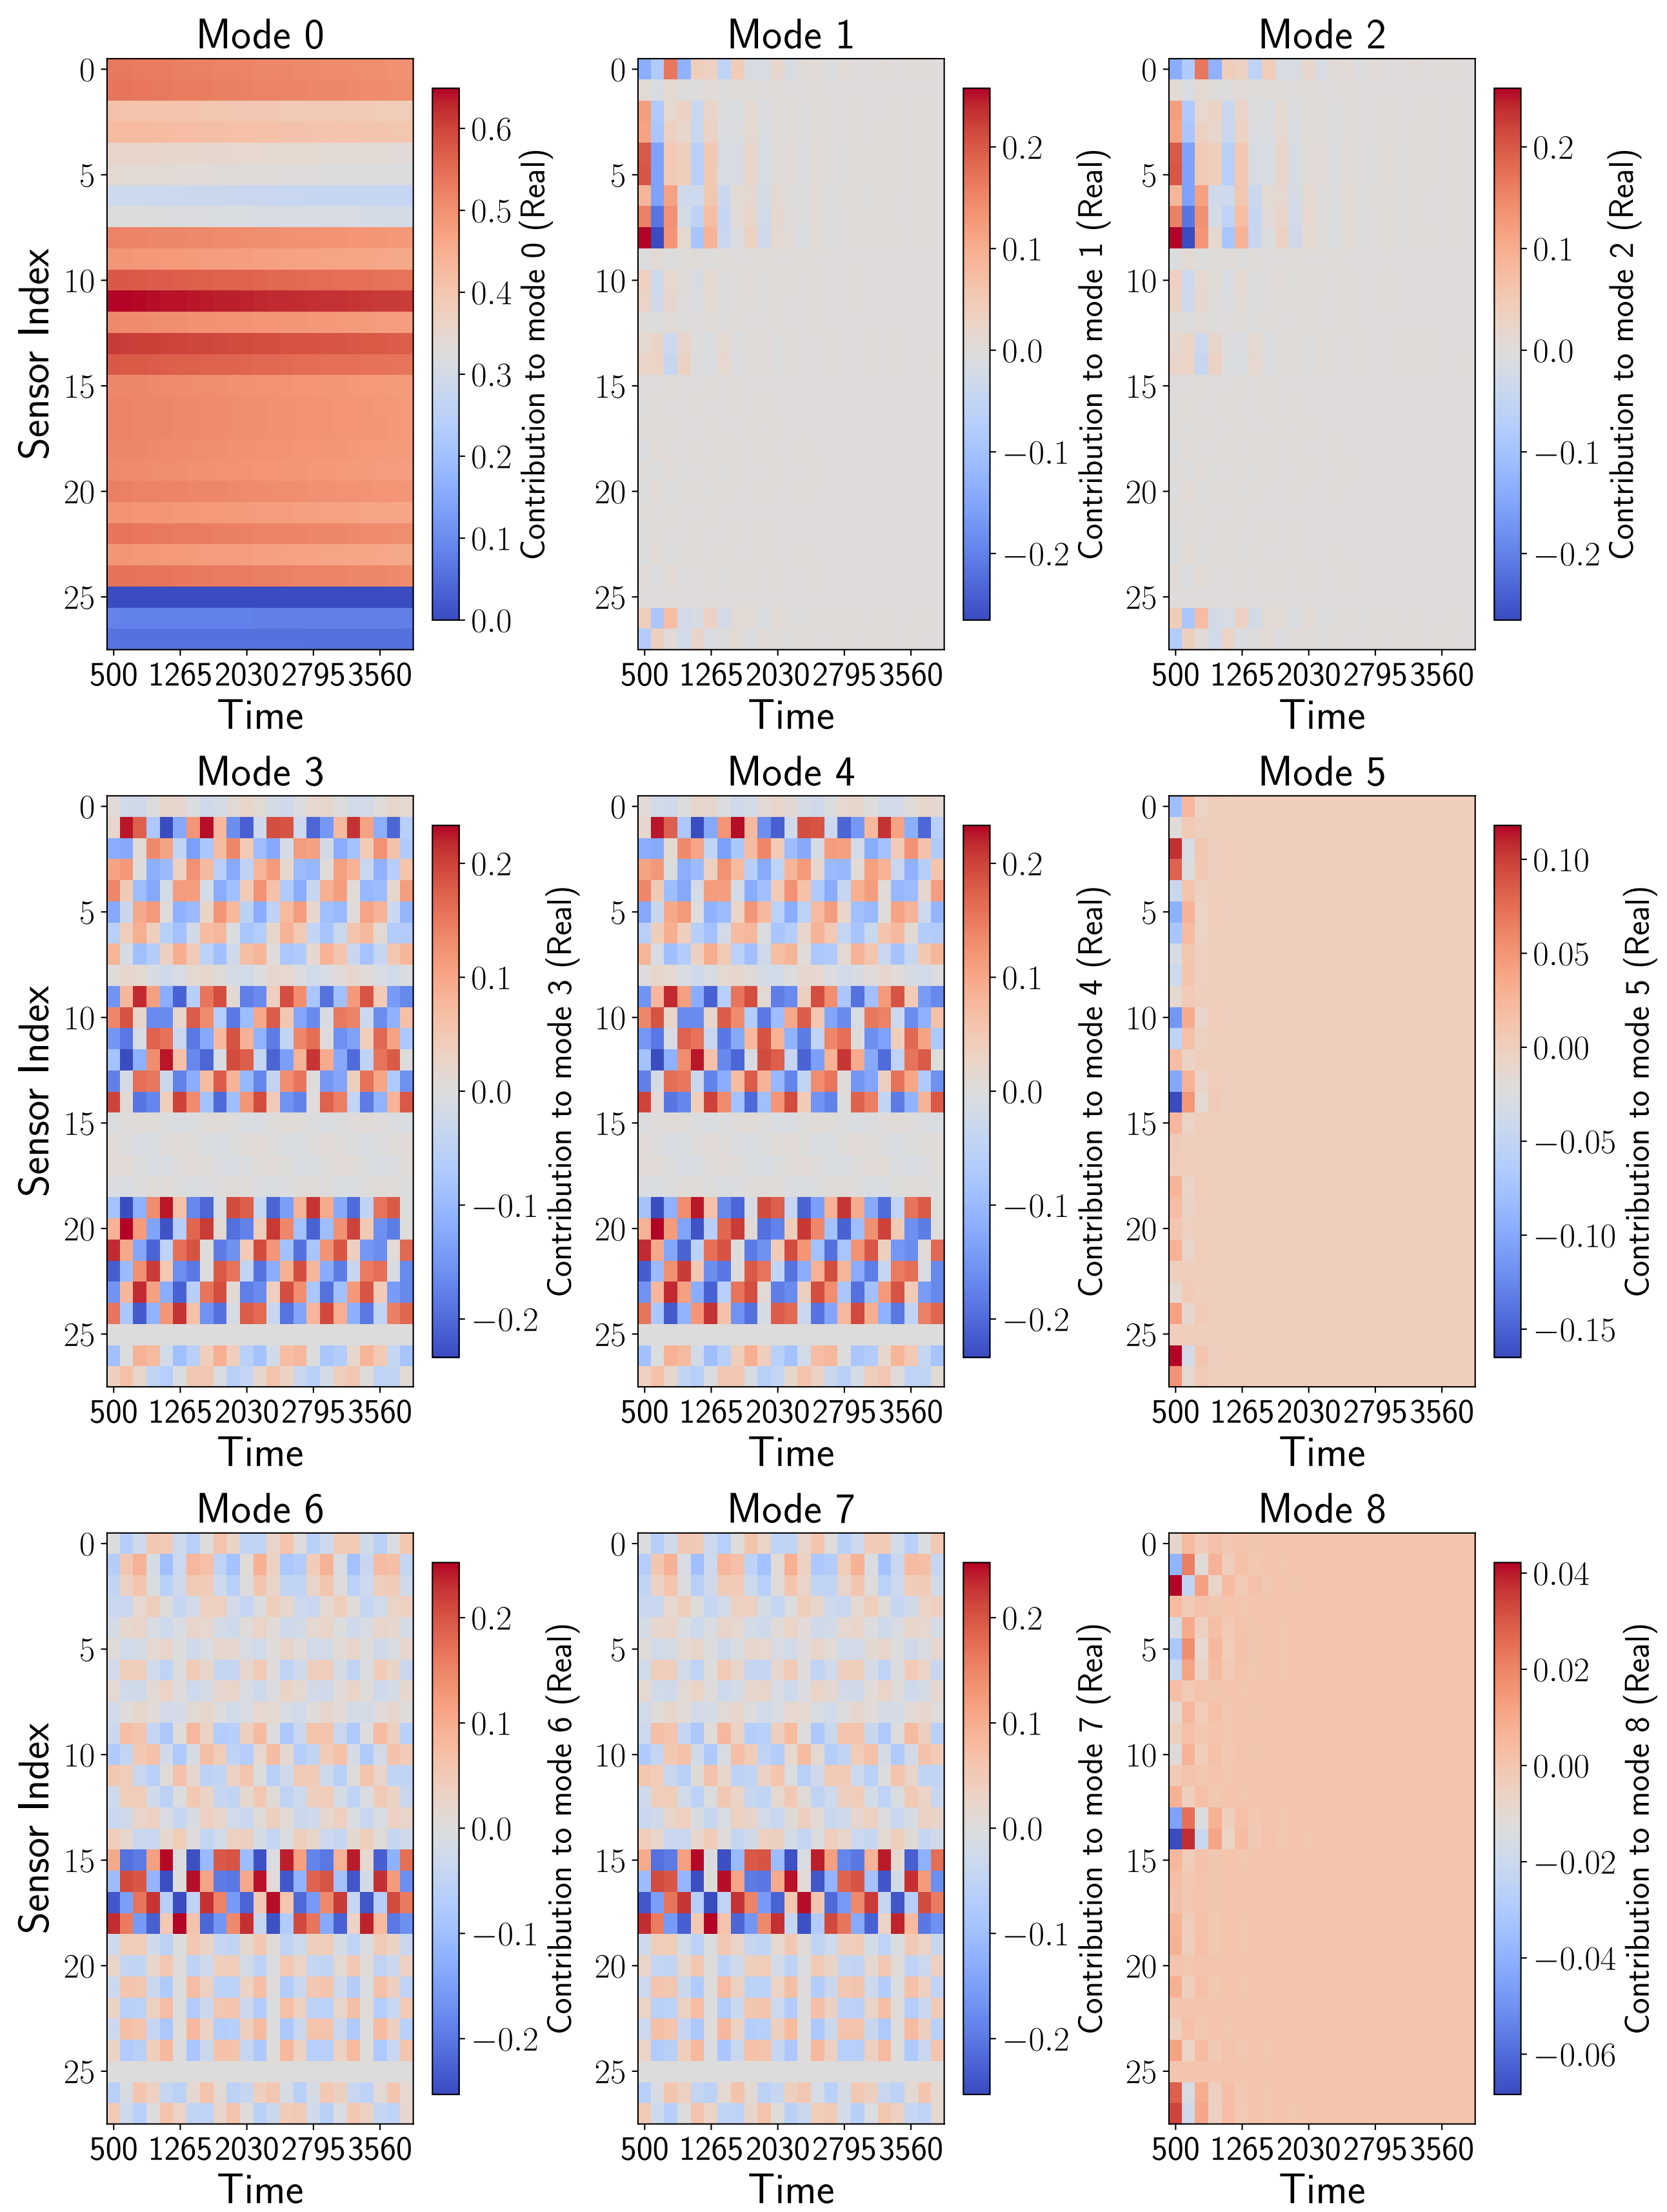 Mode 0
Mode 1
Mode 2
Sensor Index
0
5
10
15
20
25
500 1265 2030 2795 3560
Time
0.6
0.5
0.4
0.3
0.2
0.1
0.0
Contribution to mode 0 (Real)
0
5
10
15
20
25
500 1265 2030 2795 3560
Time
0.2
0.1
0.0
−0.1
−0.2
Contribution to mode 1 (Real)
0
5
10
15
20
25
500 1265 2030 2795 3560
Time
0.2
0.1
0.0
−0.1
−0.2
Contribution to mode 2 (Real)
Mode 3
Mode 4
Mode 5
Sensor Index
0
5
10
15
20
25
500 1265 2030 2795 3560
Time
0.2
0.1
0.0
−0.1
−0.2
Contribution to mode 3 (Real)
0
5
10
15
20
25
500 1265 2030 2795 3560
Time
0.2
0.1
0.0
−0.1
−0.2
Contribution to mode 4 (Real)
0
5
10
15
20
25
500 1265 2030 2795 3560
Time
0.10
0.05
0.00
−0.05
−0.10
−0.15
Contribution to mode 5 (Real)
Mode 6
Mode 7
Mode 8
Sensor Index
0
5
10
15
20
25
500 1265 2030 2795 3560
Time
0.2
0.1
0.0
−0.1
−0.2
Contribution to mode 6 (Real)
0
5
10
15
20
25
500 1265 2030 2795 3560
Time
0.2
0.1
0.0
−0.1
−0.2
Contribution to mode 7 (Real)
0
5
10
15
20
25
500 1265 2030 2795 3560
Time
0.04
0.02
0.00
−0.02
−0.04
−0.06
Contribution to mode 8 (Real)